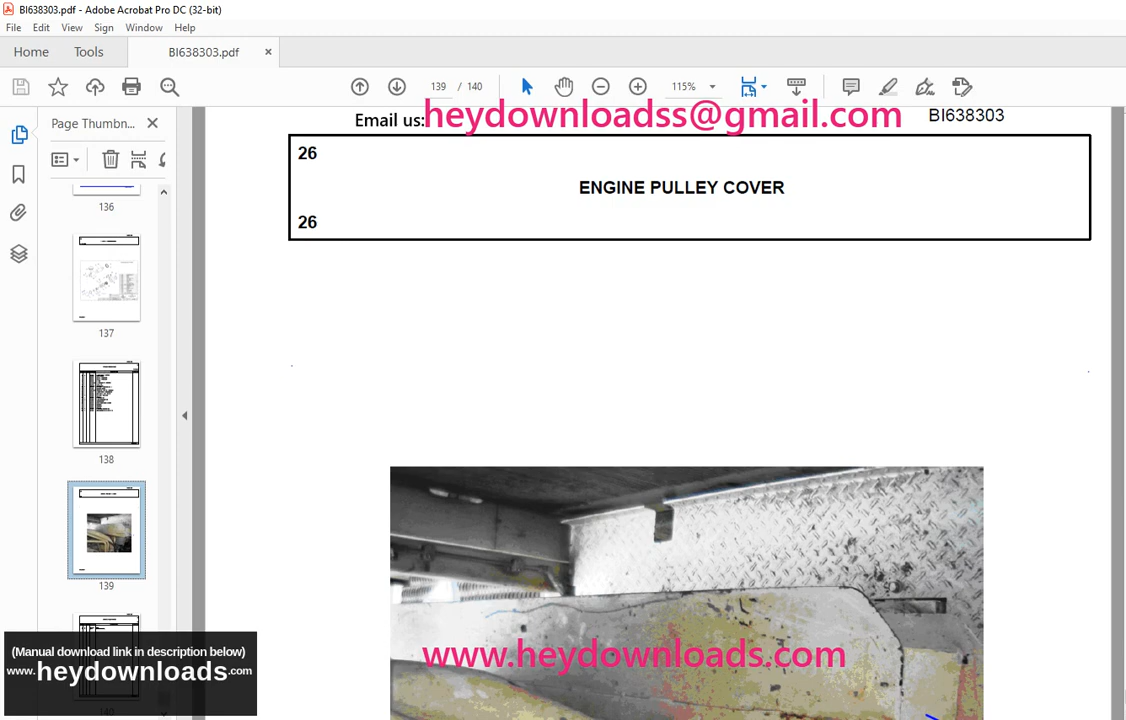 BI638303.pdf - Adobe Acrobat Pro DC (32-bit)
File Edit View Sign Window Help
Home Tools BI638303.pdf ×
139 / 140 115%
Page Thumbn... ×
136
137
138
139
140
Email us: heydownloadss@gmail.com BI638303
26
ENGINE PULLEY COVER
26
www.heydownloads.com
(Manual download link in description below)
www.heydownloads.com